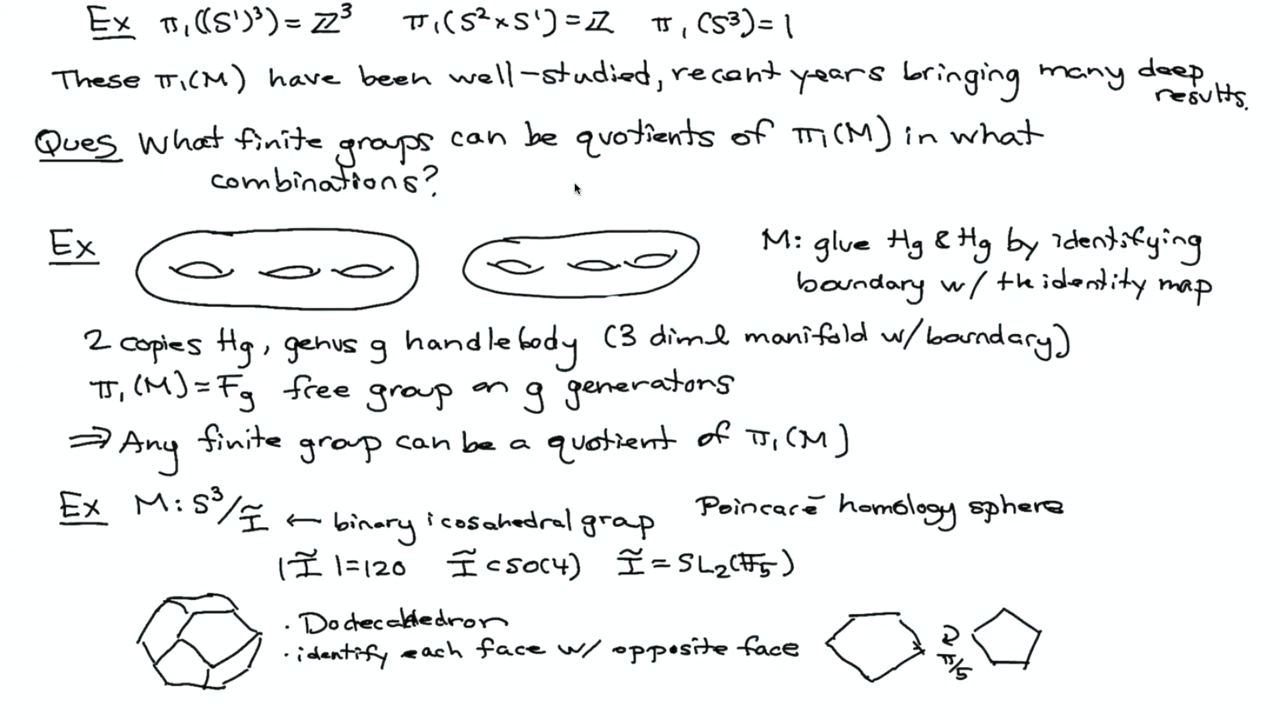 Ex π₁((S¹)³) = ℤ³ π₁(S²×S¹) = ℤ π₁(S³) = 1
These π₁(M) have been well-studied, recent years bringing many deep
results.
Ques What finite groups can be quotients of π₁(M) in what
combinations?
Ex
M: glue Hg & Hg by identifying
boundary w/ the identity map
2 copies Hg, genus g handlebody (3 dim'l manifold w/boundary)
π₁(M) = Fg free group on g generators
⇒ Any finite group can be a quotient of π₁(M)
Ex M: S³/Ĩ ← binary icosahedral group Poincaré homology sphere
|Ĩ| = 120 Ĩ ⊂ SO(4) Ĩ = SL₂(𝔽₅)
· Dodecahedron
· identify each face w/ opposite face
π/5